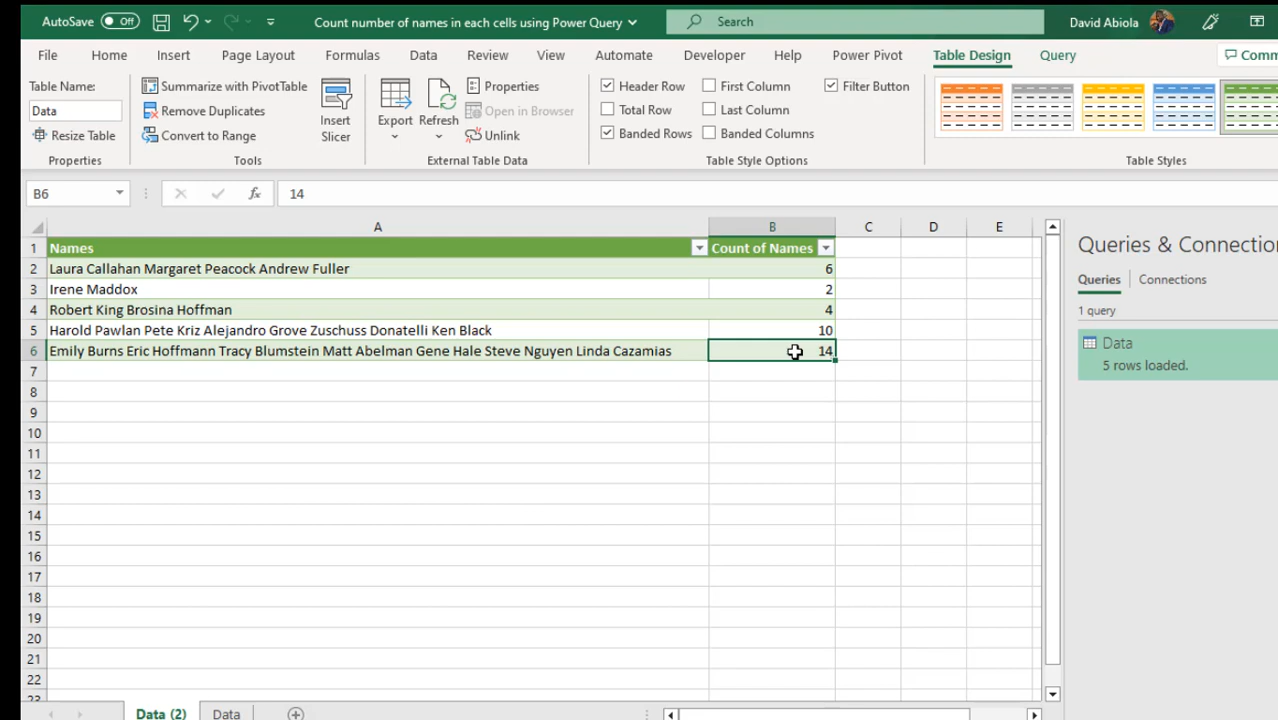 AutoSave Off Count number of names in each cells using Power Query Search David Abiola
File Home Insert Page Layout Formulas Data Review View Automate Developer Help Power Pivot Table Design Query Comm
Table Name:
Data
Resize Table
Properties
Summarize with PivotTable
Remove Duplicates
Convert to Range
Insert
Slicer
Tools
Export
Refresh
Properties
Open in Browser
Unlink
External Table Data
Header Row First Column Filter Button
Total Row Last Column
Banded Rows Banded Columns
Table Style Options
Table Styles
B6 fx 14
A B C D E
1 Names Count of Names
2 Laura Callahan Margaret Peacock Andrew Fuller 6
3 Irene Maddox 2
4 Robert King Brosina Hoffman 4
5 Harold Pawlan Pete Kriz Alejandro Grove Zuschuss Donatelli Ken Black 10
6 Emily Burns Eric Hoffmann Tracy Blumstein Matt Abelman Gene Hale Steve Nguyen Linda Cazamias 14
7
8
9
10
11
12
13
14
15
16
17
18
19
20
21
22
23
Queries & Connectio
Queries Connections
1 query
Data
5 rows loaded.
Data (2) Data